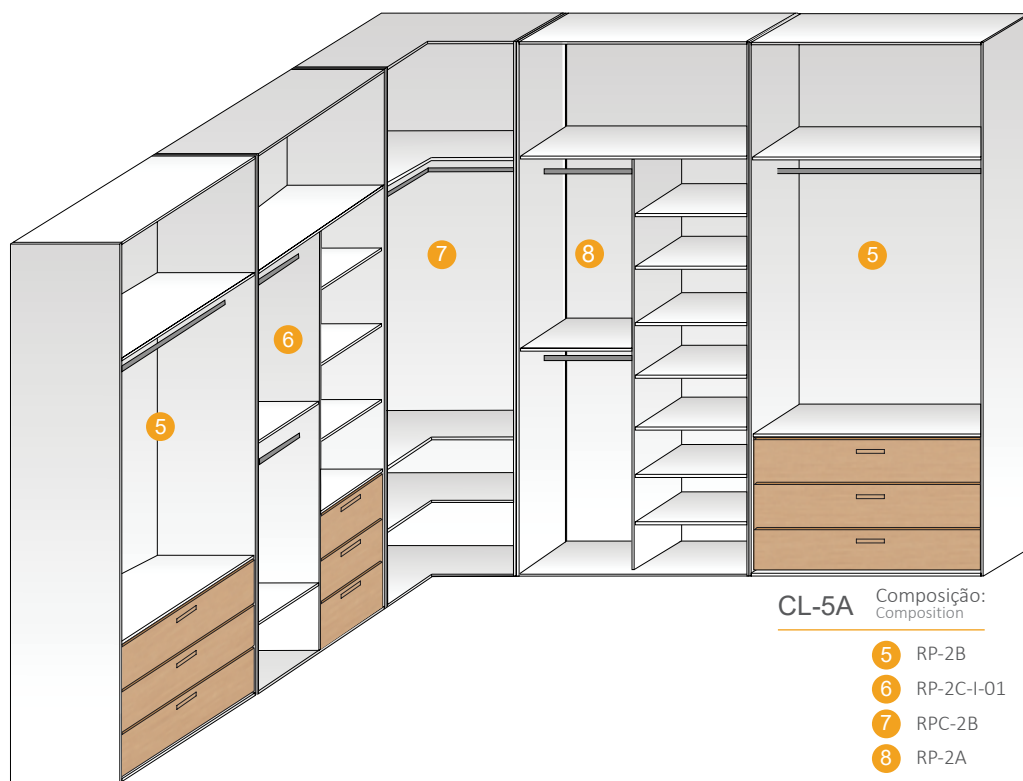 7
8
5
6
5
CL-5A Composição:
Composition
5 RP-2B
6 RP-2C-I-01
7 RPC-2B
8 RP-2A